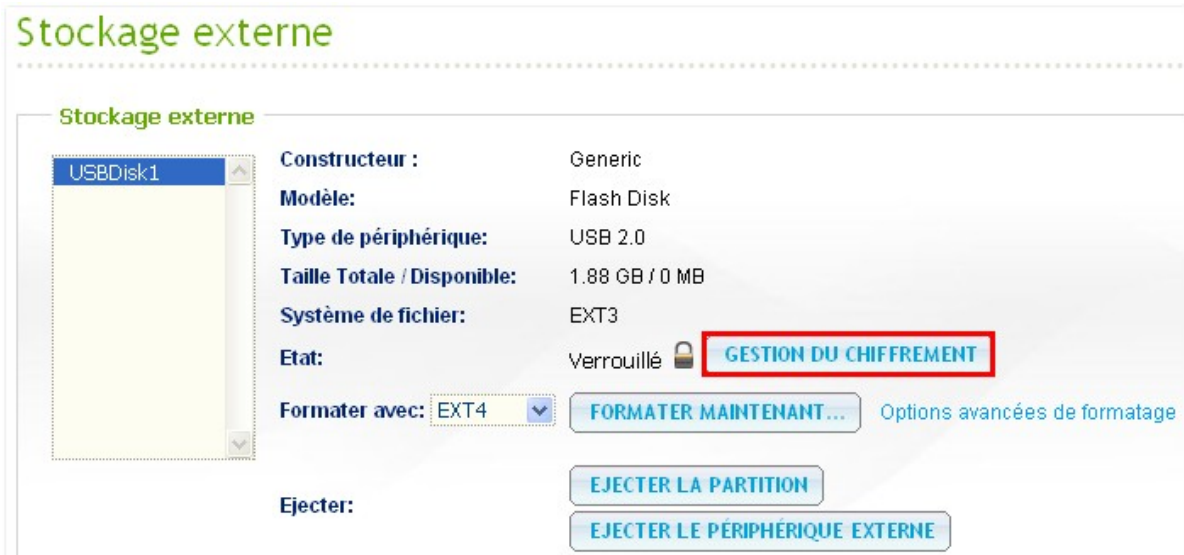 Stockage externe
Stockage externe
USBDisk1
Constructeur : Generic
Modèle: Flash Disk
Type de périphérique: USB 2.0
Taille Totale / Disponible: 1.88 GB / 0 MB
Système de fichier: EXT3
Etat: Verrouillé GESTION DU CHIFFREMENT
Formater avec: EXT4 FORMATER MAINTENANT... Options avancées de formatage
Ejecter:
EJECTER LA PARTITION
EJECTER LE PÉRIPHÉRIQUE EXTERNE